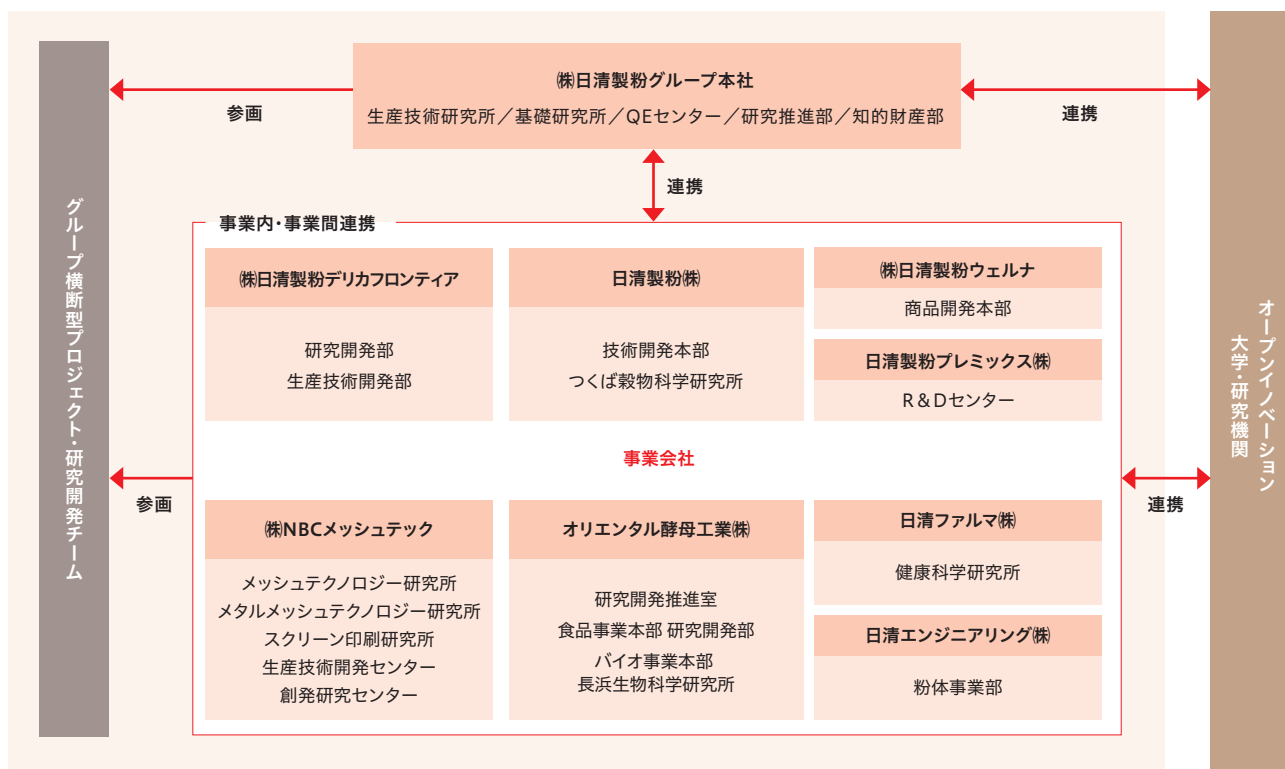 ㈱日清製粉グループ本社
生産技術研究所／基礎研究所／QEセンター／研究推進部／知的財産部
参画
連携
連携
グループ横断型プロジェクト・研究開発チーム
オープンイノベーション
大学・研究機関
事業内・事業間連携
㈱日清製粉デリカフロンティア
研究開発部
生産技術開発部
日清製粉㈱
技術開発本部
つくば穀物科学研究所
㈱日清製粉ウェルナ
商品開発本部
日清製粉プレミックス㈱
R＆Dセンター
事業会社
参画
連携
㈱NBCメッシュテック
メッシュテクノロジー研究所
メタルメッシュテクノロジー研究所
スクリーン印刷研究所
生産技術開発センター
創発研究センター
オリエンタル酵母工業㈱
研究開発推進室
食品事業本部 研究開発部
バイオ事業本部
長浜生物科学研究所
日清ファルマ㈱
健康科学研究所
日清エンジニアリング㈱
粉体事業部